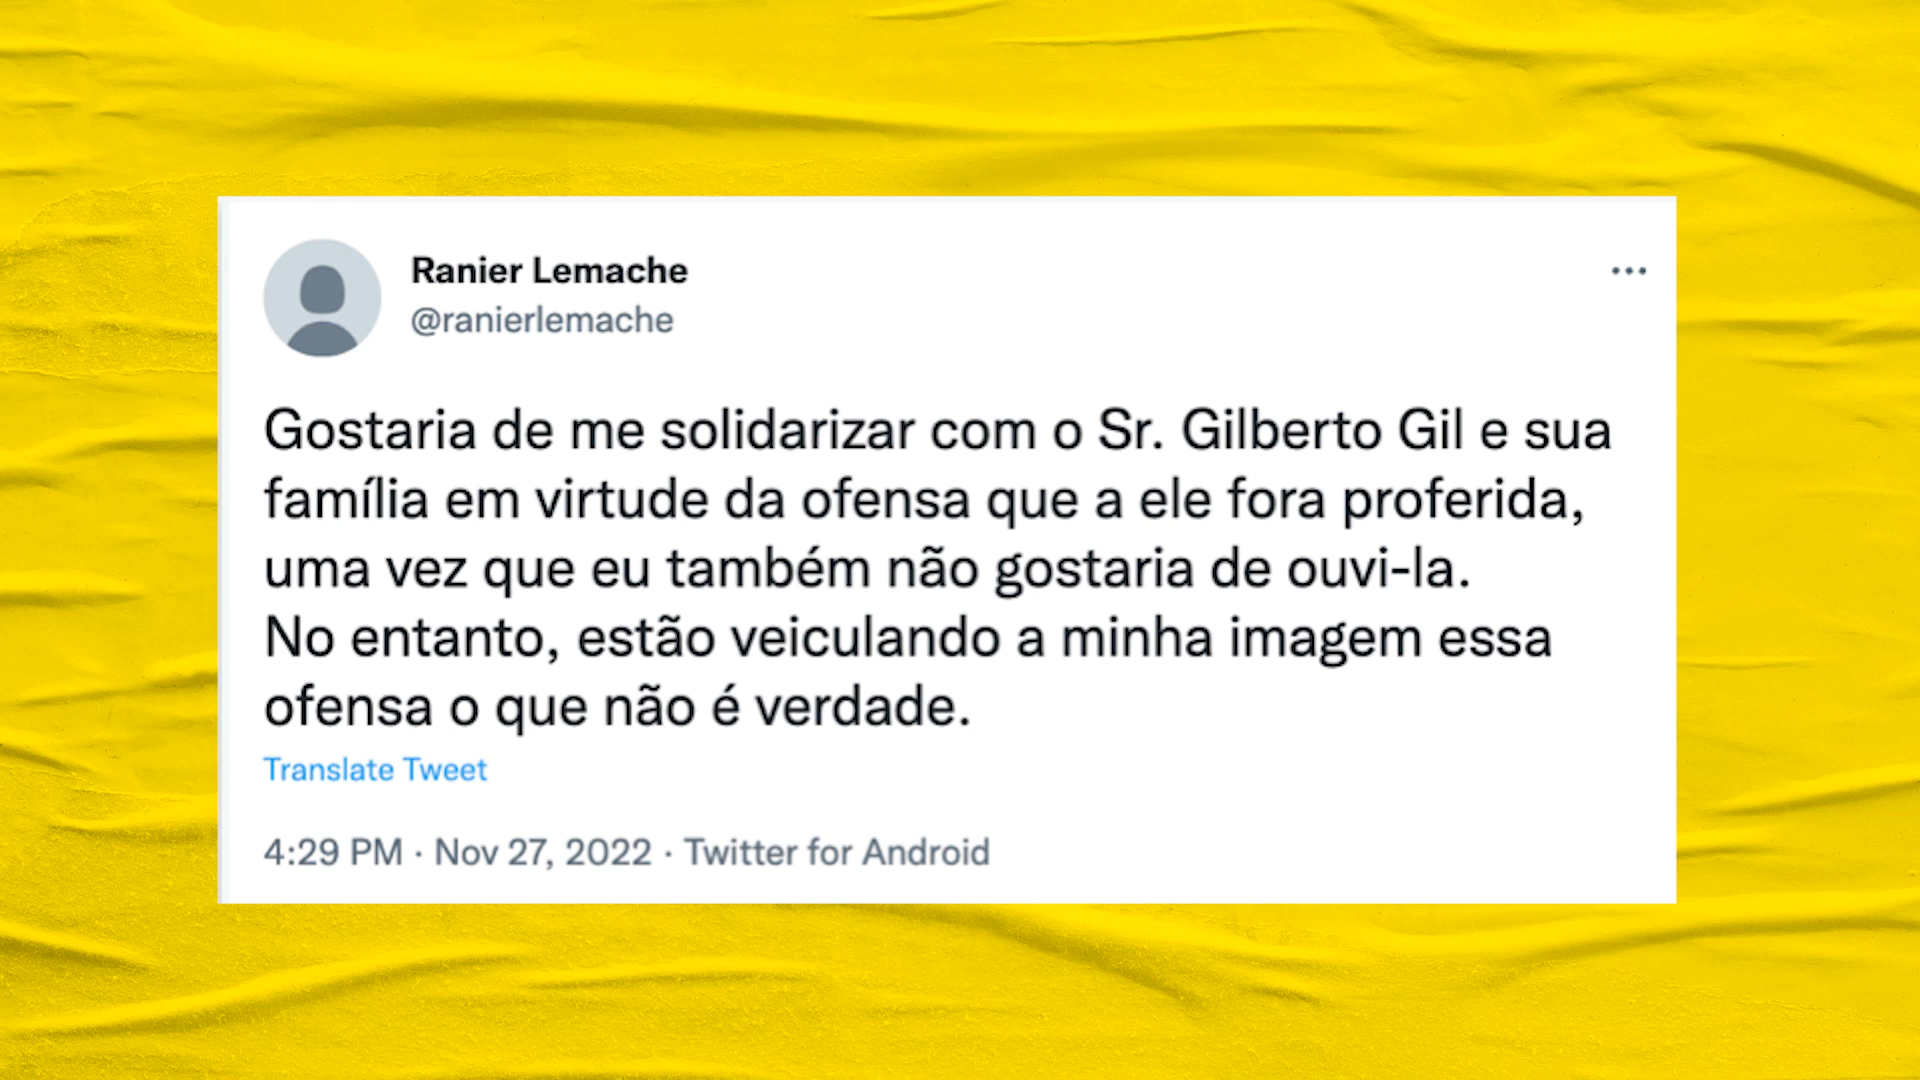 Ranier Lemache
@ranierlemache
Gostaria de me solidarizar com o Sr. Gilberto Gil e sua
família em virtude da ofensa que a ele fora proferida,
uma vez que eu também não gostaria de ouvi-la.
No entanto, estão veiculando a minha imagem essa
ofensa o que não é verdade.
Translate Tweet
4:29 PM · Nov 27, 2022 · Twitter for Android